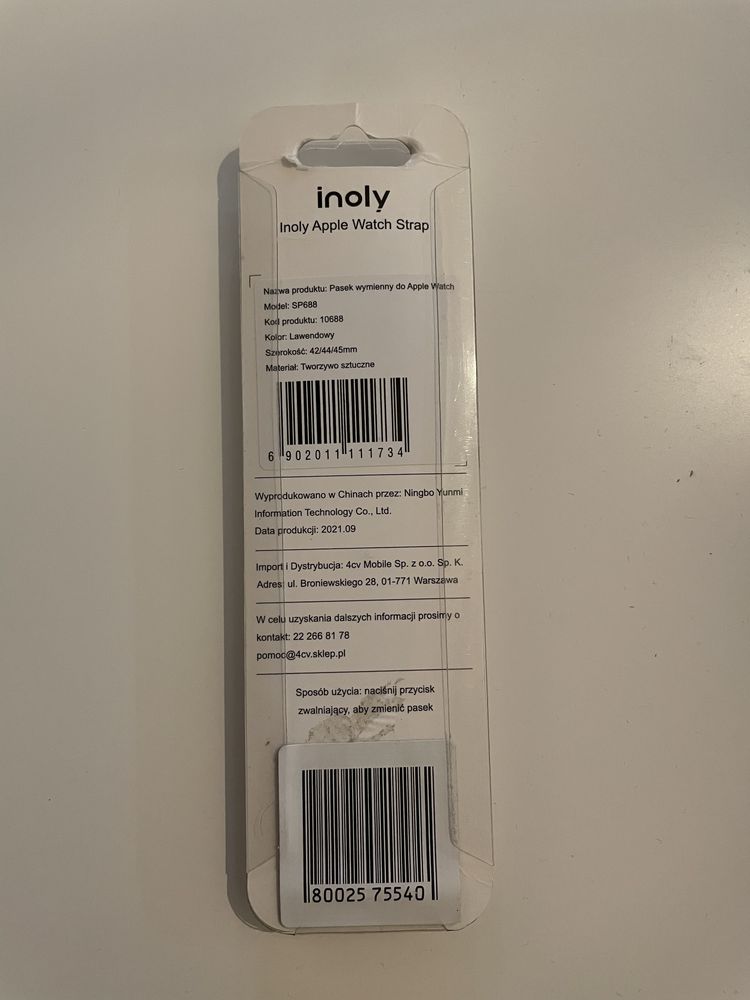 inoly
Inoly Apple Watch Strap
Nazwa produktu: Pasek wymienny do Apple Watch
Model: SP688
Kod produktu: 10688
Kolor: Lawendowy
Szerokość: 42/44/45mm
Materiał: Tworzywo sztuczne
6 902011 111734
Wyprodukowano w Chinach przez: Ningbo Yunmi
Information Technology Co., Ltd.
Data produkcji: 2021.09
Import i Dystrybucja: 4cv Mobile Sp. z o.o. Sp. K.
Adres: ul. Broniewskiego 28, 01-771 Warszawa
W celu uzyskania dalszych informacji prosimy o
kontakt: 22 266 81 78
pomoc@4cv.sklep.pl
Sposób użycia: naciśnij przycisk
zwalniający, aby zmienić pasek
80025 75540